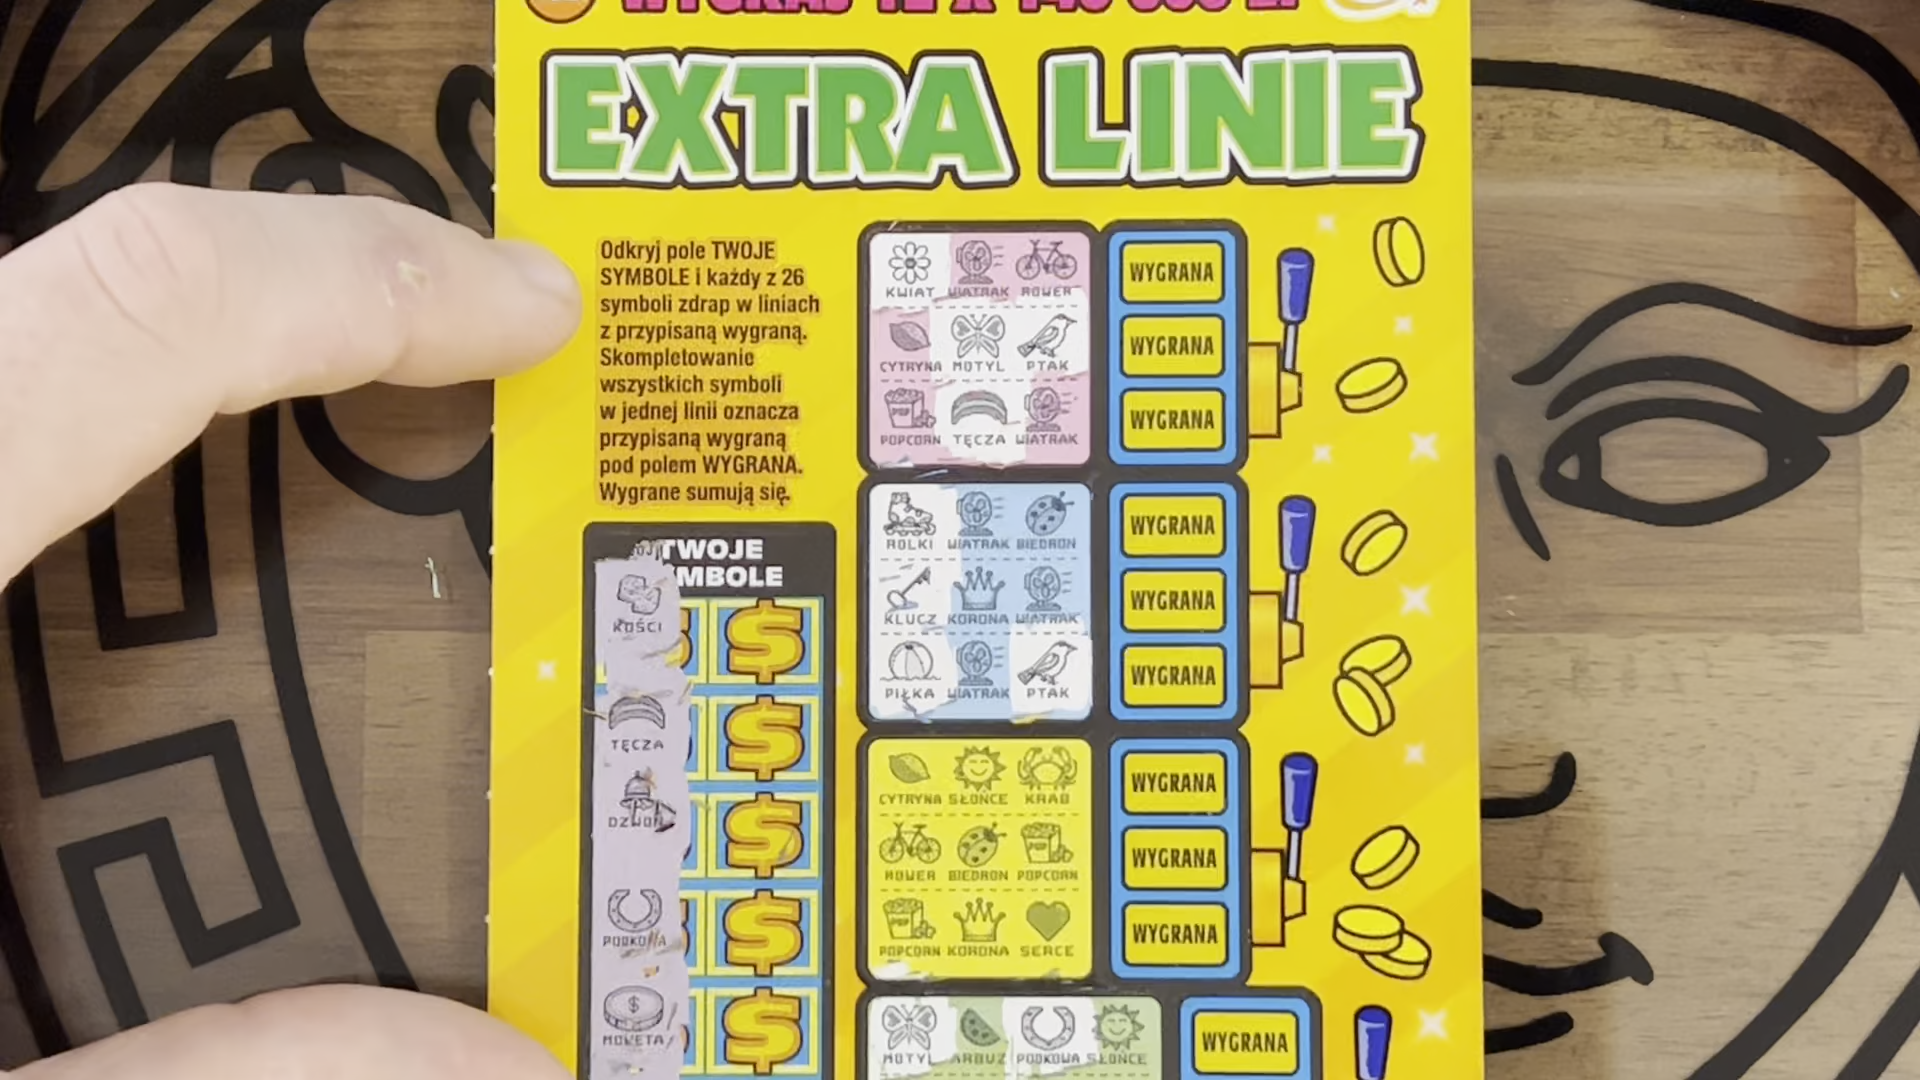 EXTRA LINIE
Odkryj pole TWOJE
SYMBOLE i każdy z 26
symboli zdrap w liniach
z przypisaną wygraną.
Skompletowanie
wszystkich symboli
w jednej linii oznacza
przypisaną wygraną
pod polem WYGRANA.
Wygrane sumują się.
TWOJE
MBOLE
KOŚCI
TĘCZA
DZWON
PODKOWA
MONETA
KWIAT WIATRAK ROWER
WYGRANA
CYTRYNA MOTYL PTAK
WYGRANA
POPCORN TĘCZA WIATRAK
WYGRANA
ROLKI WIATRAK BIEDRON
WYGRANA
KLUCZ KORONA WIATRAK
WYGRANA
PIŁKA WIATRAK PTAK
WYGRANA
CYTRYNA SŁOŃCE KRAB
WYGRANA
ROWER BIEDRON POPCORN
WYGRANA
POPCORN KORONA SERCE
WYGRANA
MOTYL ARBUZ PODKOWA SŁOŃCE
WYGRANA